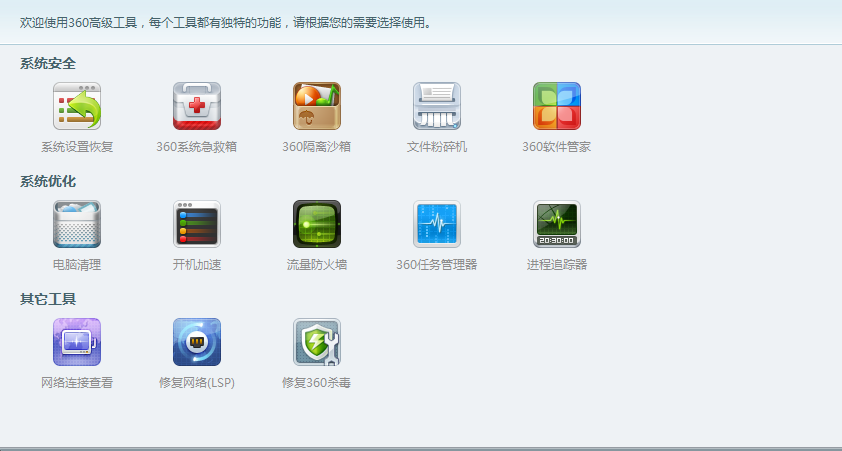 欢迎使用360高级工具，每个工具都有独特的功能，请根据您的需要选择使用。
系统安全
系统设置恢复 360系统急救箱 360隔离沙箱 文件粉碎机 360软件管家
系统优化
电脑清理 开机加速 流量防火墙 360任务管理器 进程追踪器
20:30:00
其它工具
网络连接查看 修复网络(LSP) 修复360杀毒